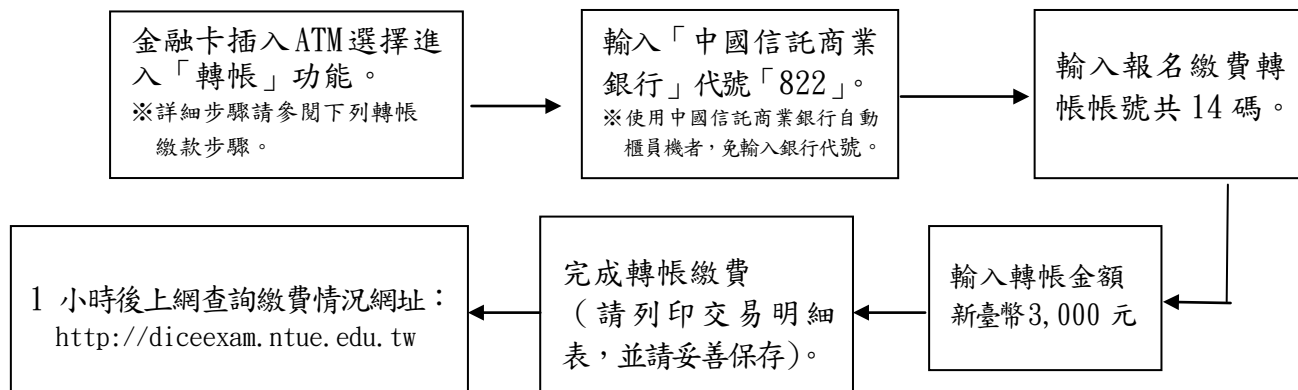 金融卡插入ATM選擇進
入「轉帳」功能。
※詳細步驟請參閱下列轉帳
繳款步驟。
輸入「中國信託商業
銀行」代號「822」。
※使用中國信託商業銀行自動
櫃員機者，免輸入銀行代號。
輸入報名繳費轉
帳帳號共 14 碼。
輸入轉帳金額
新臺幣3,000 元
完成轉帳繳費
（請列印交易明細
表，並請妥善保存）。
1 小時後上網查詢繳費情況網址：
http://diceexam.ntue.edu.tw